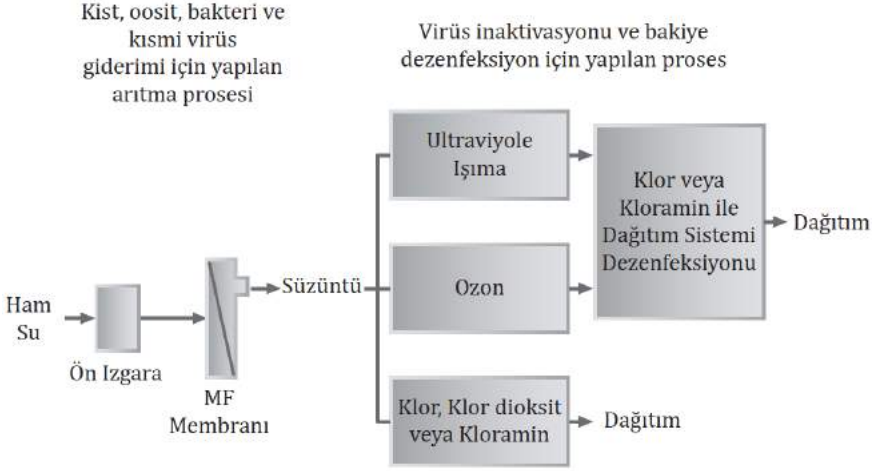 Kist, oosit, bakteri ve
kısmi virüs
giderimi için yapılan
arıtma prosesi
Virüs inaktivasyonu ve bakiye
dezenfeksiyon için yapılan proses
Ultraviyole
Işıma
Klor veya
Kloramin ile
Dağıtım Sistemi
Dezenfeksiyonu
Dağıtım
Ham
Su
Ön Izgara
MF
Membranı
Süzüntü
Ozon
Klor, Klor dioksit
veya Kloramin
Dağıtım